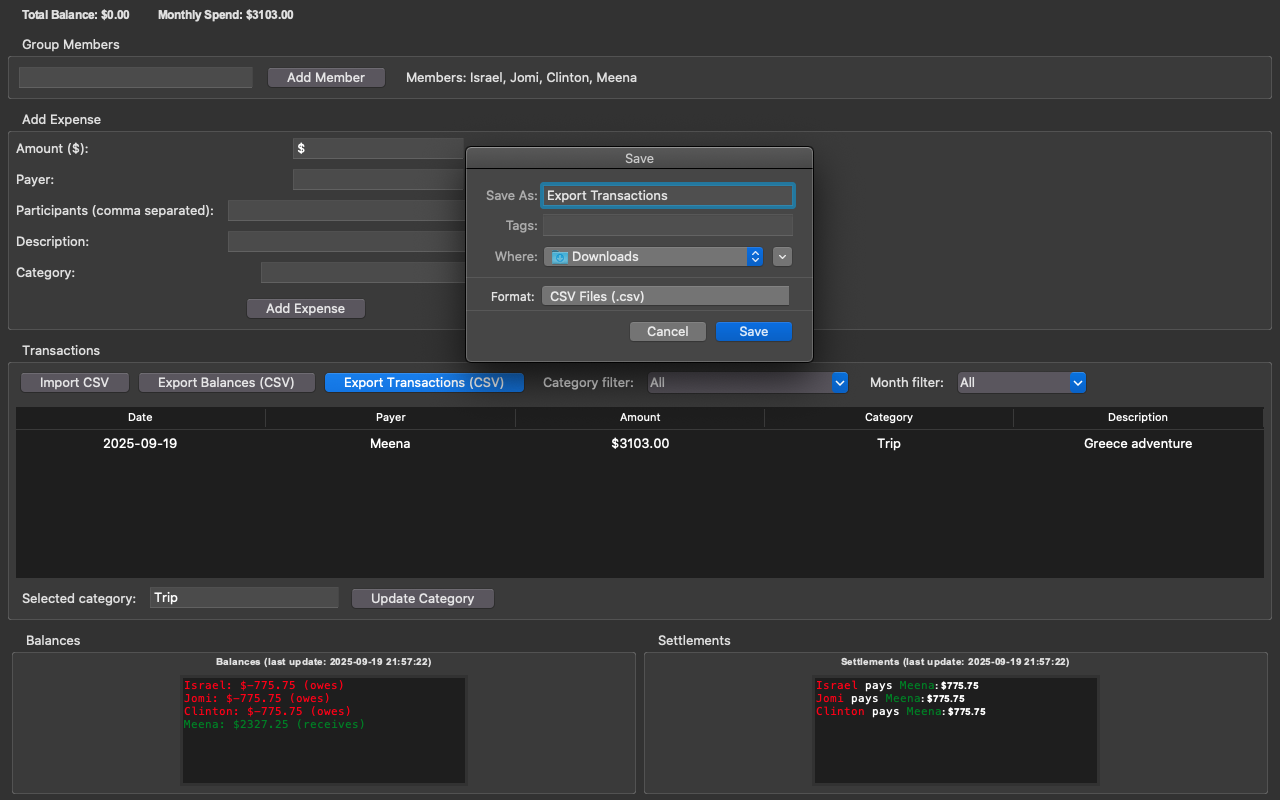 Total Balance: $0.00 Monthly Spend: $3103.00
Group Members
Add Member Members: Israel, Jomi, Clinton, Meena
Add Expense
Amount ($): $
Payer:
Participants (comma separated):
Description:
Category:
Add Expense
Save
Save As: Export Transactions
Tags:
Where: Downloads
Format: CSV Files (.csv)
Cancel Save
Transactions
Import CSV Export Balances (CSV) Export Transactions (CSV) Category filter: All Month filter: All
Date Payer Amount Category Description
2025-09-19 Meena $3103.00 Trip Greece adventure
Selected category: Trip Update Category
Balances
Balances (last update: 2025-09-19 21:57:22)
Israel: $-775.75 (owes)
Jomi: $-775.75 (owes)
Clinton: $-775.75 (owes)
Meena: $2327.25 (receives)
Settlements
Settlements (last update: 2025-09-19 21:57:22)
Israel pays Meena: $775.75
Jomi pays Meena: $775.75
Clinton pays Meena: $775.75